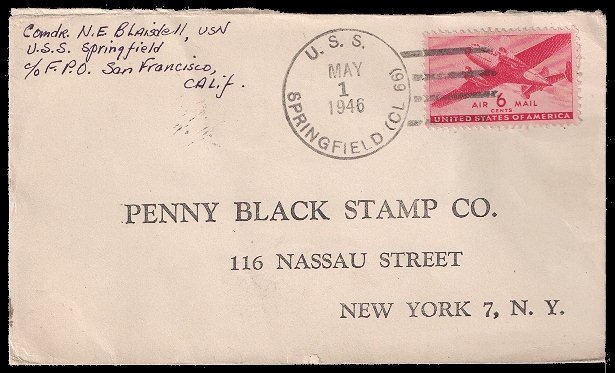 Comdr. N.E Blaisdell, USN
U.S.S. Springfield
c/o F.P.O. San Francisco,
Calif.
U. S. S.
MAY
1
1946
SPRINGFIELD (CL 66)
AIR 6 MAIL
CENTS
UNITED STATES OF AMERICA
PENNY BLACK STAMP CO.
116 NASSAU STREET
NEW YORK 7, N. Y.